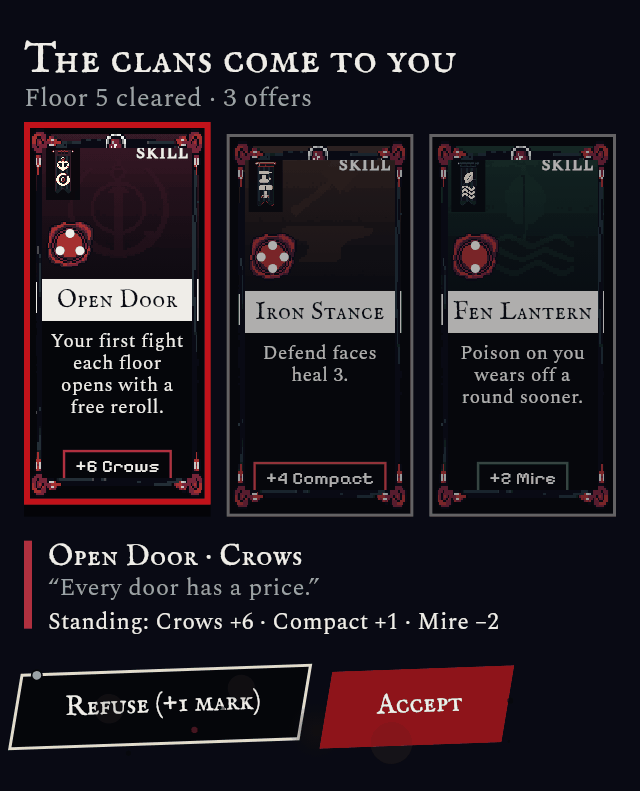 The clans come to you
Floor 5 cleared · 3 offers
SKILL
Open Door
Your first fight
each floor
opens with a
free reroll.
+6 Crows
SKILL
Iron Stance
Defend faces
heal 3.
+4 Compact
SKILL
Fen Lantern
Poison on you
wears off a
round sooner.
+2 Mire
Open Door · Crows
“Every door has a price.”
Standing: Crows +6 · Compact +1 · Mire −2
Refuse (+1 mark)
Accept